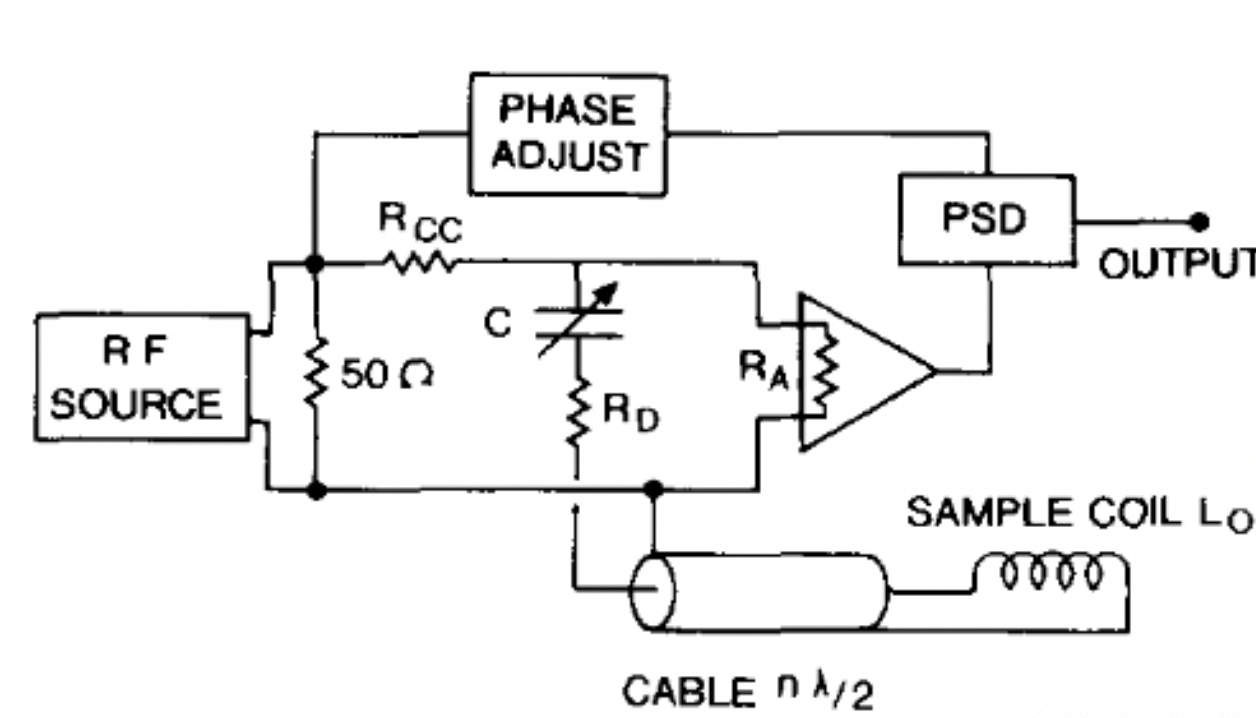 PHASE
ADJUST
R CC
PSD
OUTPUT
C
R F
SOURCE
50 Ω
R A
R D
SAMPLE COIL L O
CABLE n λ/2